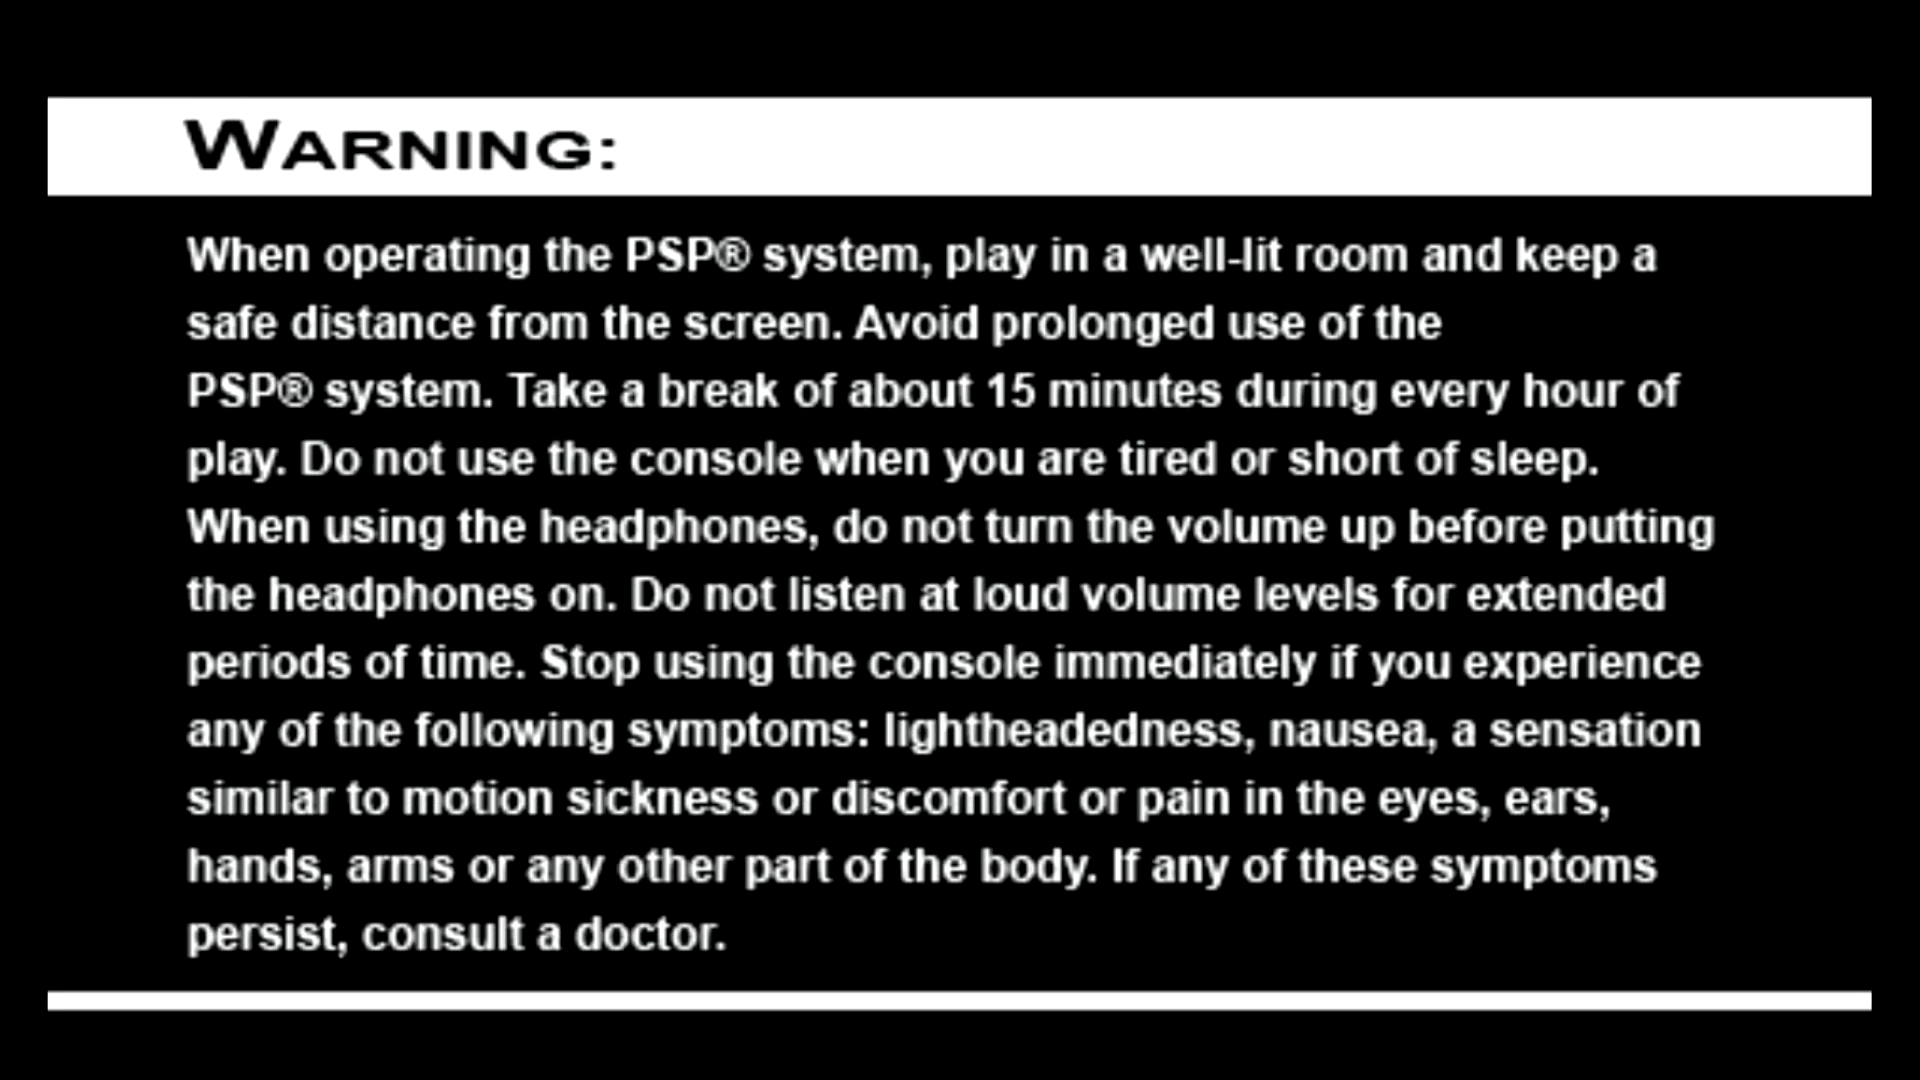 WARNING:
When operating the PSP® system, play in a well-lit room and keep a
safe distance from the screen. Avoid prolonged use of the
PSP® system. Take a break of about 15 minutes during every hour of
play. Do not use the console when you are tired or short of sleep.
When using the headphones, do not turn the volume up before putting
the headphones on. Do not listen at loud volume levels for extended
periods of time. Stop using the console immediately if you experience
any of the following symptoms: lightheadedness, nausea, a sensation
similar to motion sickness or discomfort or pain in the eyes, ears,
hands, arms or any other part of the body. If any of these symptoms
persist, consult a doctor.